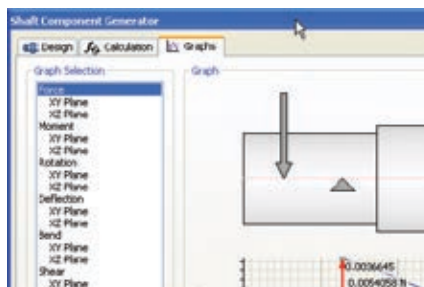 Shaft Component Generator
Design Calculation Graphs
Graph Selection
Graph
Force
XY Plane
XZ Plane
Moment
XY Plane
XZ Plane
Rotation
XY Plane
XZ Plane
Deflection
XY Plane
XZ Plane
Bend
XY Plane
XZ Plane
Shear
XY Plane
0.0036645
0.0054058 N